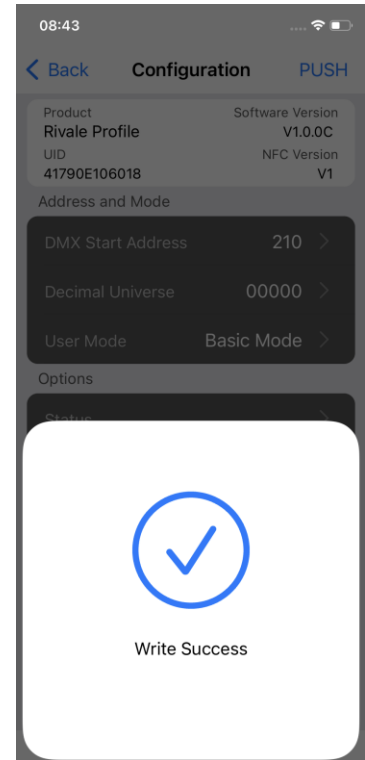 08:43
Back Configuration PUSH
Product Software Version
Rivale Profile V1.0.0C
UID NFC Version
41790E106018 V1
Address and Mode
DMX Start Address 210
Decimal Universe 00000
User Mode Basic Mode
Options
Status
Write Success